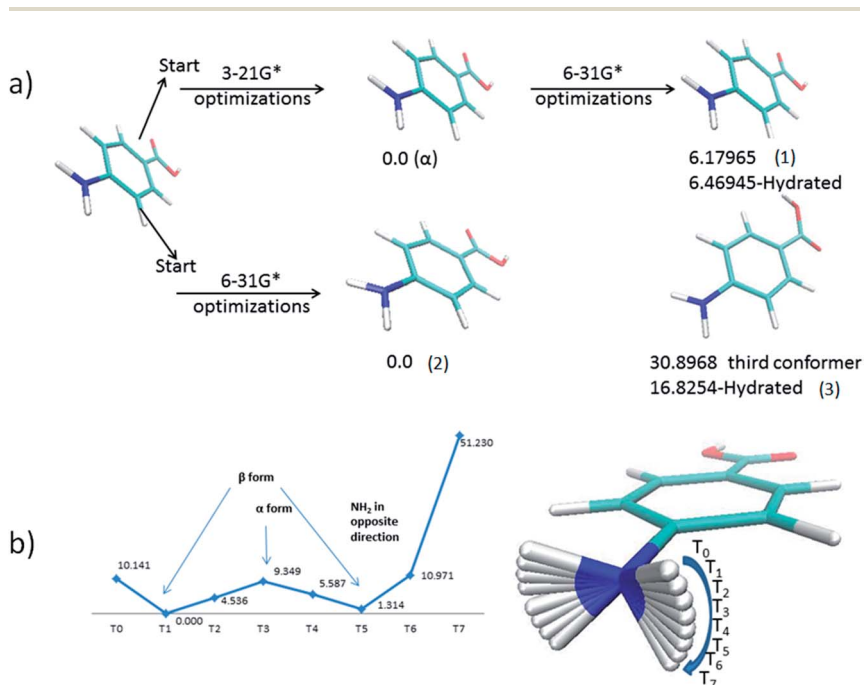 a)
Start
3-21G*
optimizations
6-31G*
optimizations
0.0 (α)
6.17965 (1)
6.46945-Hydrated
Start
6-31G*
optimizations
0.0 (2)
30.8968 third conformer
16.8254-Hydrated (3)
b)
51.230
β form
α form
NH₂ in
opposite
direction
10.141
9.349
5.587
4.536
0.000
1.314
10.971
T0 T1 T2 T3 T4 T5 T6 T7
T₀
T₁
T₂
T₃
T₄
T₅
T₆
T₇